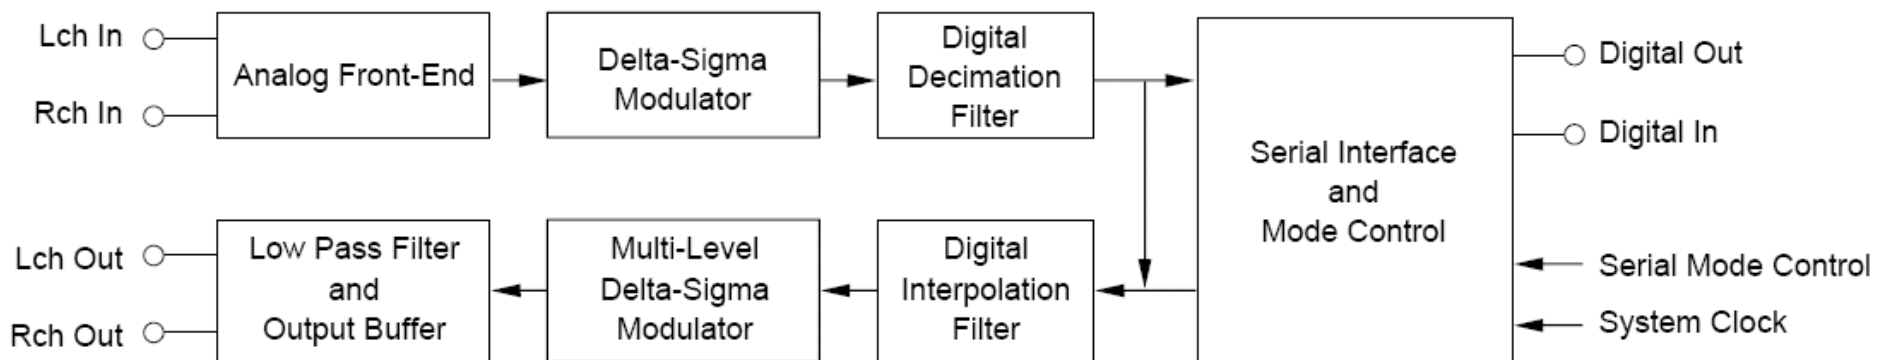 Lch In
Rch In
Analog Front-End
Delta-Sigma
Modulator
Digital
Decimation
Filter
Serial Interface
and
Mode Control
Digital Out
Digital In
Serial Mode Control
System Clock
Lch Out
Rch Out
Low Pass Filter
and
Output Buffer
Multi-Level
Delta-Sigma
Modulator
Digital
Interpolation
Filter